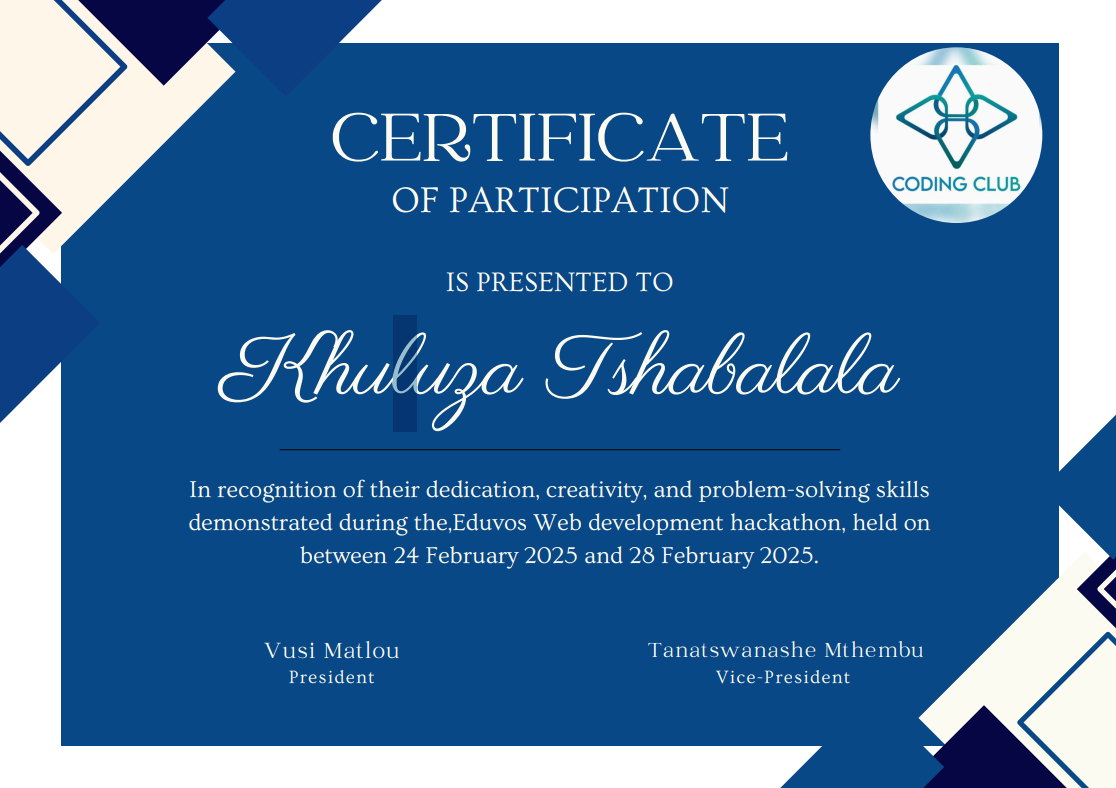 CODING CLUB
CERTIFICATE
OF PARTICIPATION
IS PRESENTED TO
Khuluza Tshabalala
In recognition of their dedication, creativity, and problem-solving skills
demonstrated during the,Eduvos Web development hackathon, held on
between 24 February 2025 and 28 February 2025.
Vusi Matlou
President
Tanatswanashe Mthembu
Vice-President